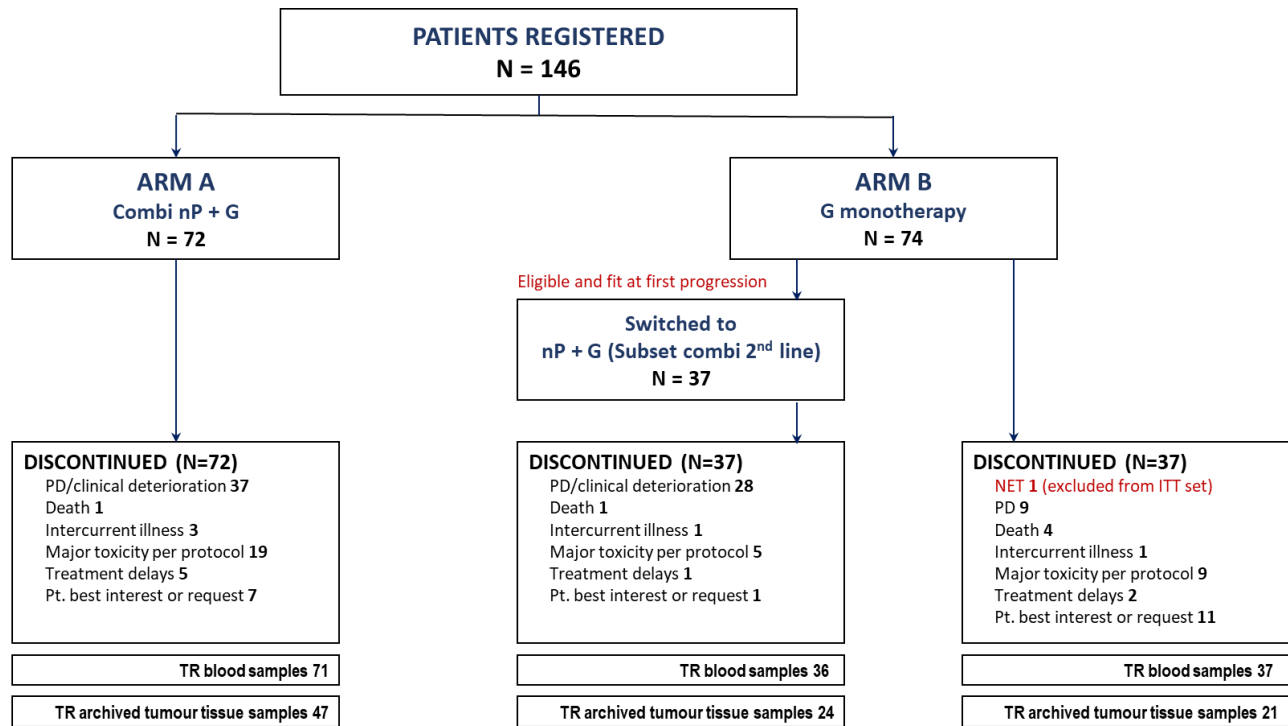 PATIENTS REGISTERED
N = 146
ARM A
Combi nP + G
N = 72
ARM B
G monotherapy
N = 74
Eligible and fit at first progression
Switched to
nP + G (Subset combi 2nd line)
N = 37
DISCONTINUED (N=72)
PD/clinical deterioration 37
Death 1
Intercurrent illness 3
Major toxicity per protocol 19
Treatment delays 5
Pt. best interest or request 7
TR blood samples 71
TR archived tumour tissue samples 47
DISCONTINUED (N=37)
PD/clinical deterioration 28
Death 1
Intercurrent illness 1
Major toxicity per protocol 5
Treatment delays 1
Pt. best interest or request 1
TR blood samples 36
TR archived tumour tissue samples 24
DISCONTINUED (N=37)
NET 1 (excluded from ITT set)
PD 9
Death 4
Intercurrent illness 1
Major toxicity per protocol 9
Treatment delays 2
Pt. best interest or request 11
TR blood samples 37
TR archived tumour tissue samples 21